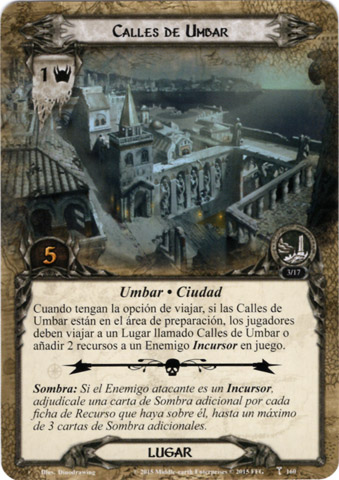 CALLES DE UMBAR
1
5
3/17
Umbar • Ciudad
Cuando tengan la opción de viajar, si las Calles de
Umbar están en el área de preparación, los jugadores
deben viajar a un Lugar llamado Calles de Umbar o
añadir 2 recursos a un Enemigo Incursor en juego.
Sombra: Si el Enemigo atacante es un Incursor,
adjudícale una carta de Sombra adicional por cada
ficha de Recurso que haya sobre él, hasta un máximo
de 3 cartas de Sombra adicionales.
LUGAR
© 2015 Middle-earth Enterprises © 2015 FFG
160